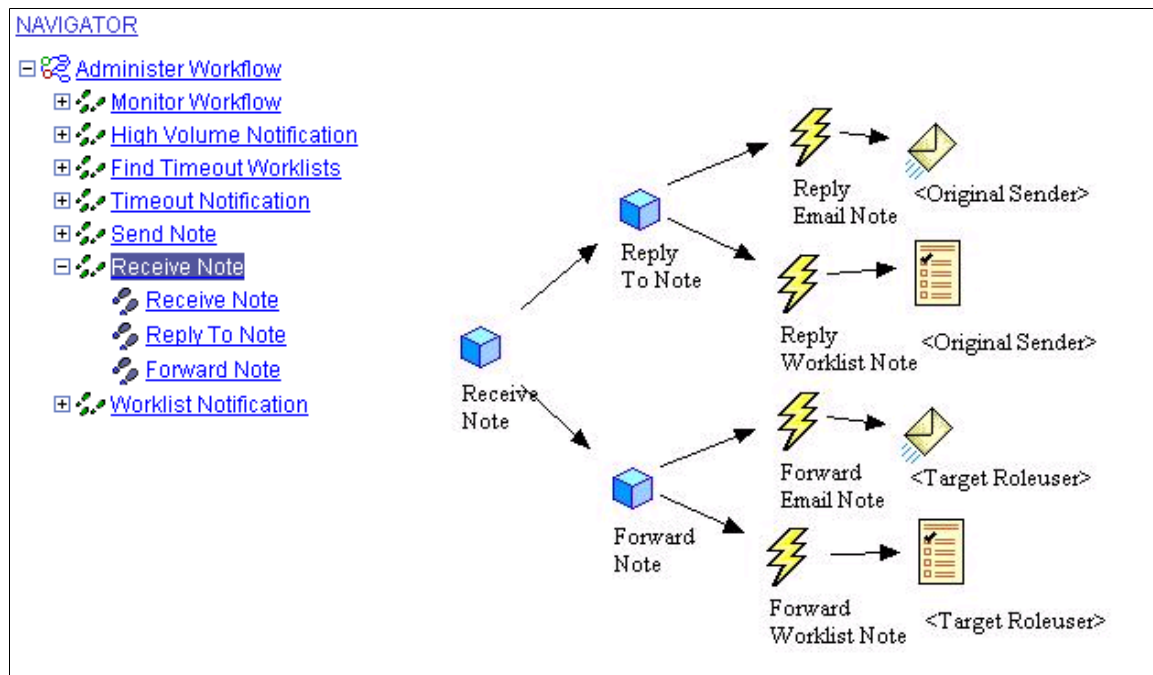 NAVIGATOR
Administer Workflow
Monitor Workflow
High Volume Notification
Find Timeout Worklists
Timeout Notification
Send Note
Receive Note
Receive Note
Reply To Note
Forward Note
Worklist Notification
Receive
Note
Reply
To Note
Reply
Email Note
<Original Sender>
Reply
Worklist Note
<Original Sender>
Forward
Note
Forward
Email Note
<Target Roleuser>
Forward
Worklist Note
<Target Roleuser>